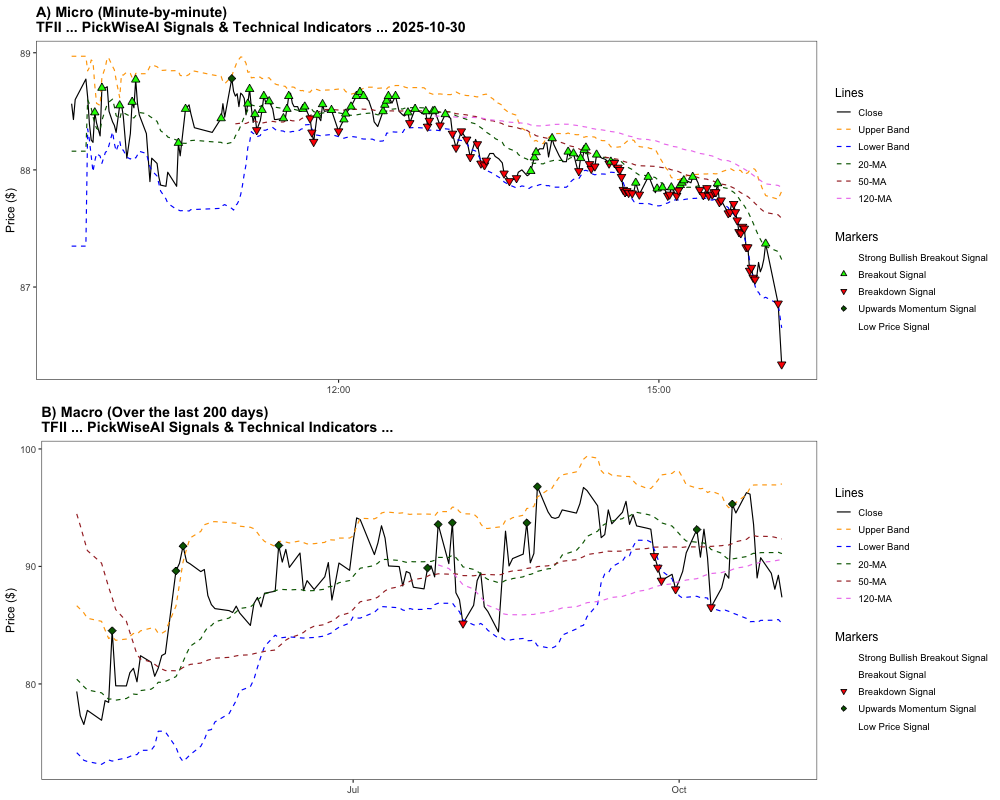 A) Micro (Minute-by-minute)
TFII ... PickWiseAI Signals & Technical Indicators ... 2025-10-30
89
88
87
Price ($)
12:00
15:00
Lines
Close
Upper Band
Lower Band
20-MA
50-MA
120-MA
Markers
Strong Bullish Breakout Signal
Breakout Signal
Breakdown Signal
Upwards Momentum Signal
Low Price Signal
B) Macro (Over the last 200 days)
TFII ... PickWiseAI Signals & Technical Indicators ...
100
90
80
Price ($)
Jul
Oct
Lines
Close
Upper Band
Lower Band
20-MA
50-MA
120-MA
Markers
Strong Bullish Breakout Signal
Breakout Signal
Breakdown Signal
Upwards Momentum Signal
Low Price Signal